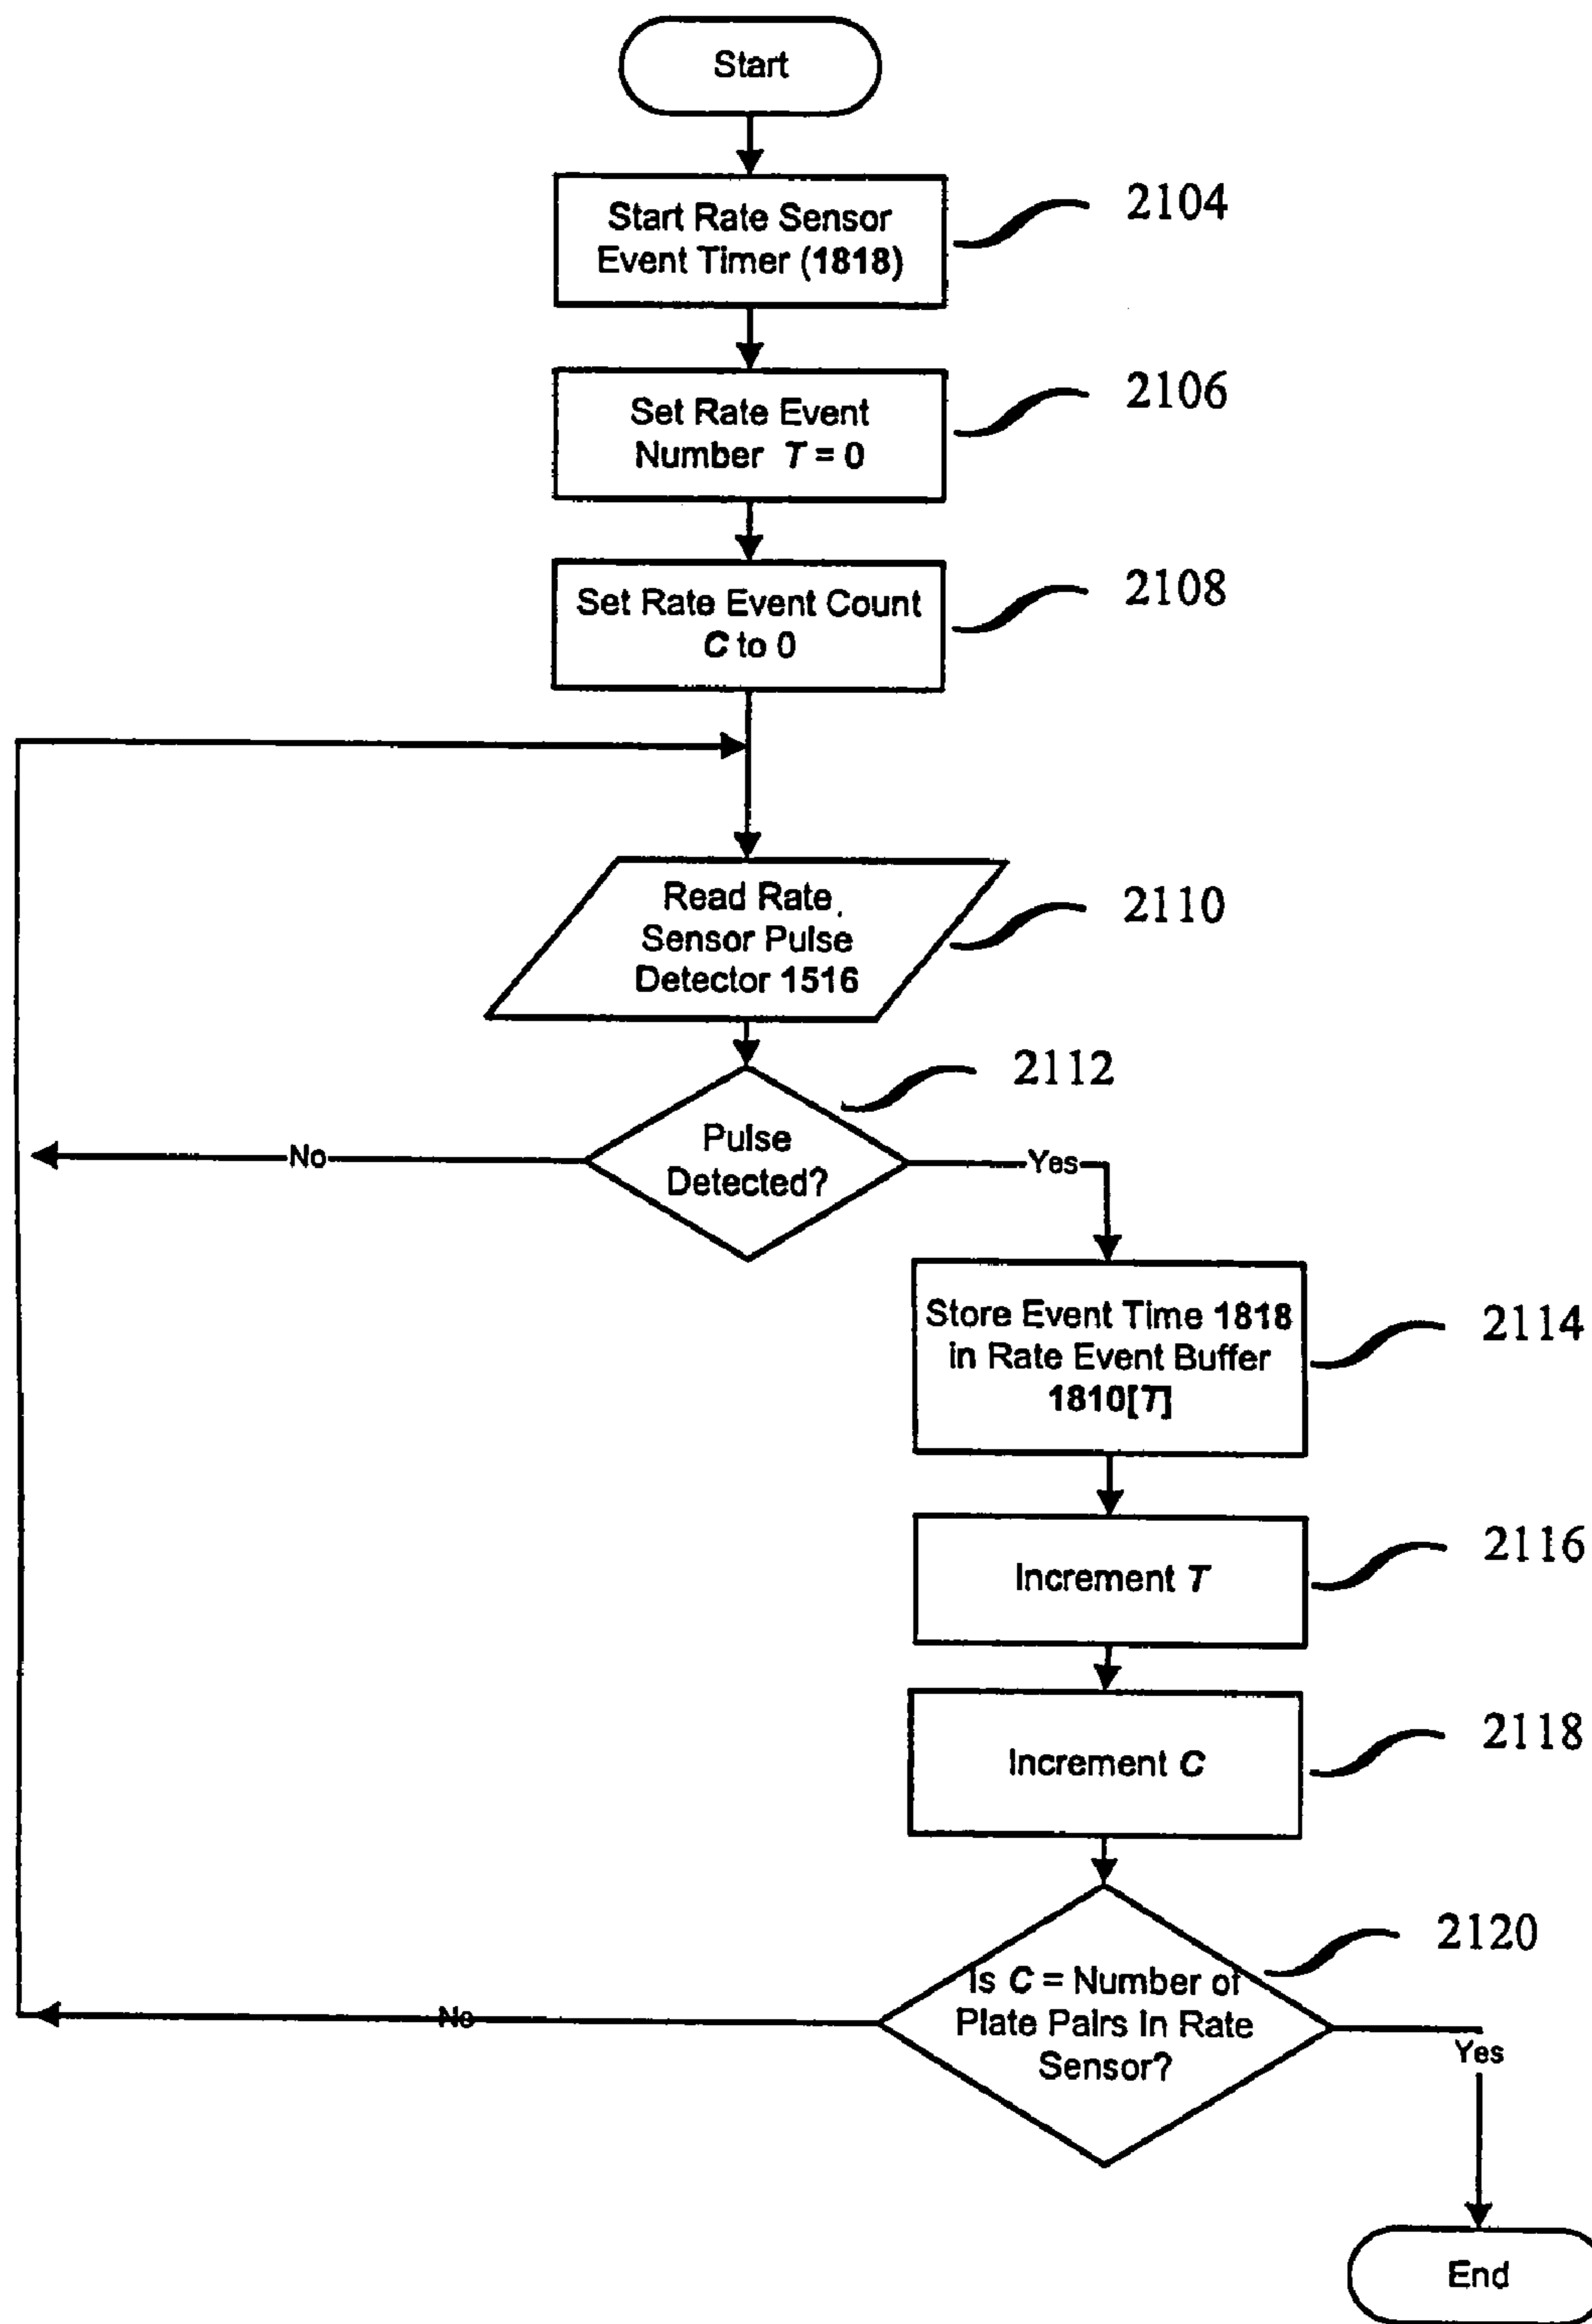 Start
Start Rate Sensor
Event Timer (1818)
2104
Set Rate Event
Number T = 0
2106
Set Rate Event Count
C to 0
2108
Read Rate
Sensor Pulse
Detector 1516
2110
Pulse
Detected?
2112
No
Yes
Store Event Time 1818
in Rate Event Buffer
1810[T]
2114
Increment T
2116
Increment C
2118
Is C = Number of
Plate Pairs In Rate
Sensor?
2120
No
Yes
End